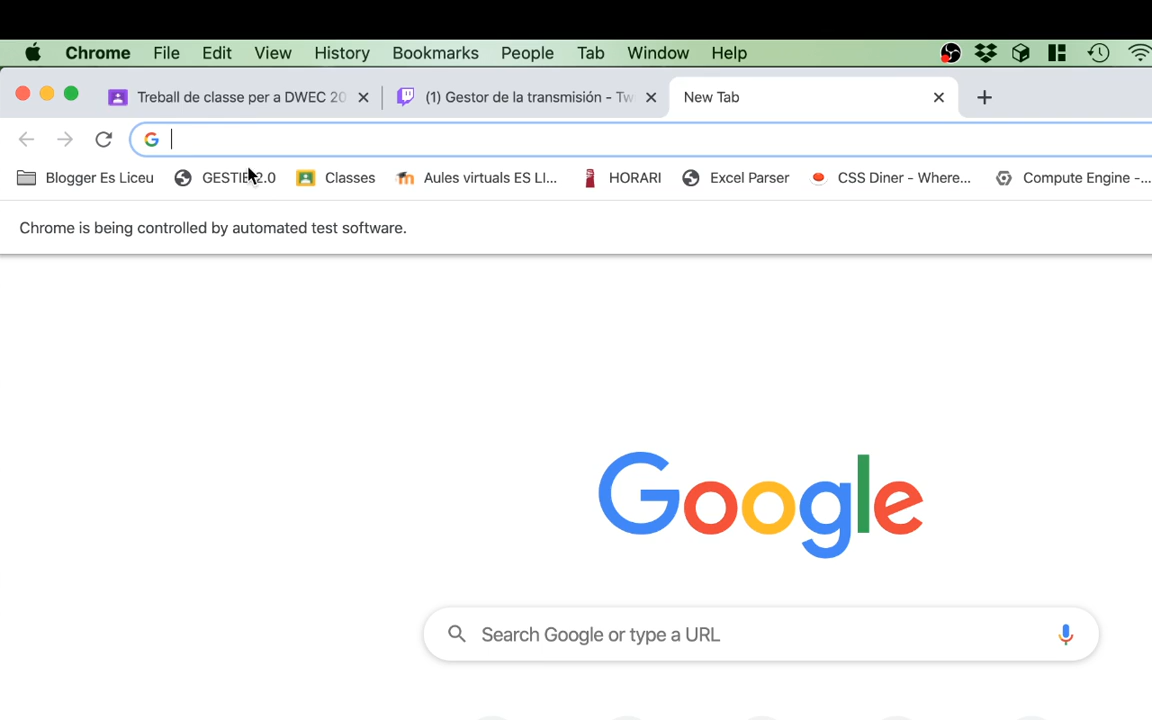 Chrome File Edit View History Bookmarks People Tab Window Help
Treball de classe per a DWEC 20 (1) Gestor de la transmisión - Tw New Tab
Blogger Es Liceu GESTIB 2.0 Classes Aules virtuals ES LI... HORARI Excel Parser CSS Diner - Where... Compute Engine -...
Chrome is being controlled by automated test software.
Google
Search Google or type a URL